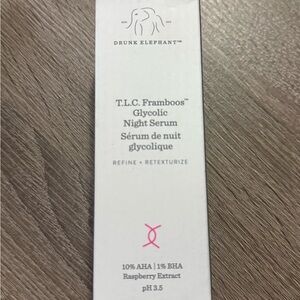 DRUNK ELEPHANT™
T.L.C. Framboos™
Glycolic
Night Serum
Sérum de nuit
glycolique
REFINE + RETEXTURIZE
10% AHA | 1% BHA
Raspberry Extract
pH 3.5